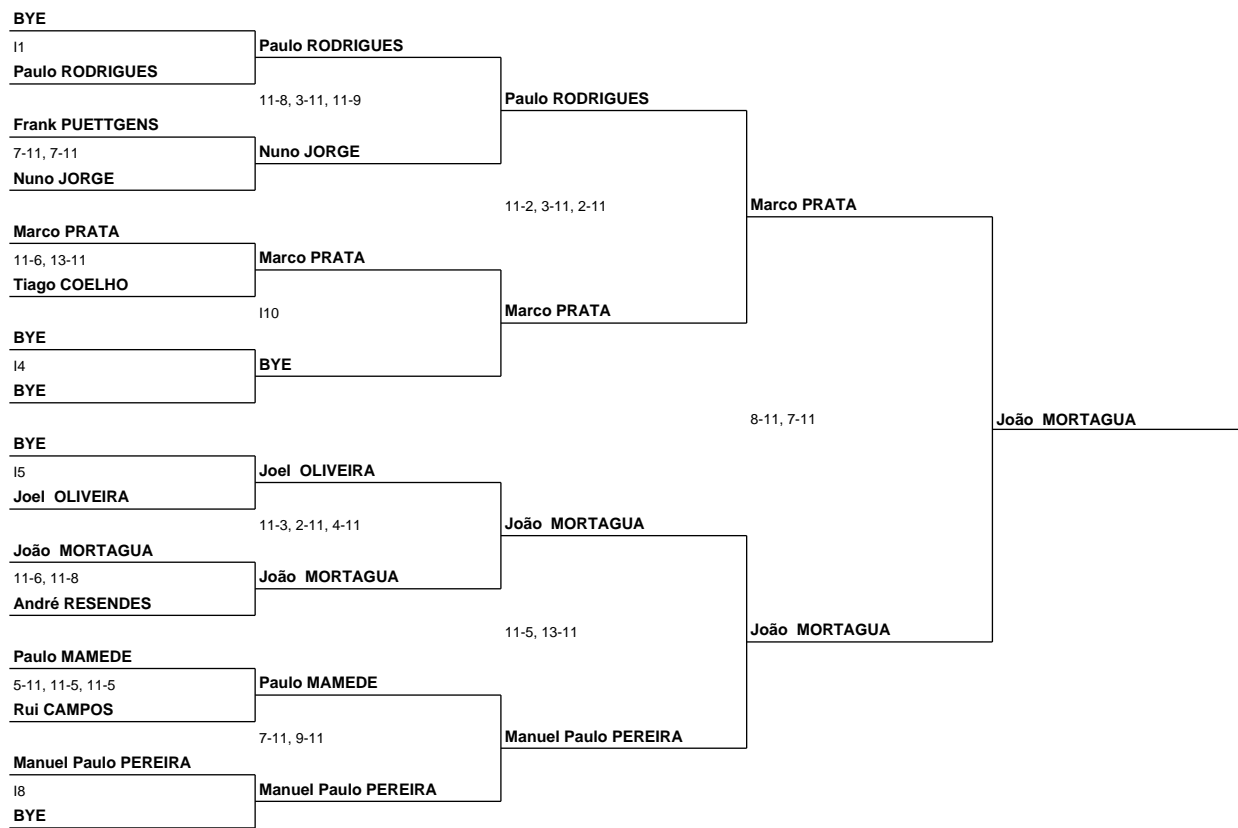 BYE
I1
Paulo RODRIGUES
Paulo RODRIGUES
11-8, 3-11, 11-9
Paulo RODRIGUES
Frank PUETTGENS
7-11, 7-11
Nuno JORGE
Nuno JORGE
11-2, 3-11, 2-11
Marco PRATA
Marco PRATA
11-6, 13-11
Tiago COELHO
Marco PRATA
I10
Marco PRATA
BYE
I4
BYE
BYE
8-11, 7-11
João  MORTAGUA
BYE
I5
Joel  OLIVEIRA
Joel  OLIVEIRA
11-3, 2-11, 4-11
João  MORTAGUA
João  MORTAGUA
11-6, 11-8
André RESENDES
João  MORTAGUA
11-5, 13-11
João  MORTAGUA
Paulo MAMEDE
5-11, 11-5, 11-5
Rui CAMPOS
Paulo MAMEDE
7-11, 9-11
Manuel Paulo PEREIRA
Manuel Paulo PEREIRA
I8
BYE
Manuel Paulo PEREIRA